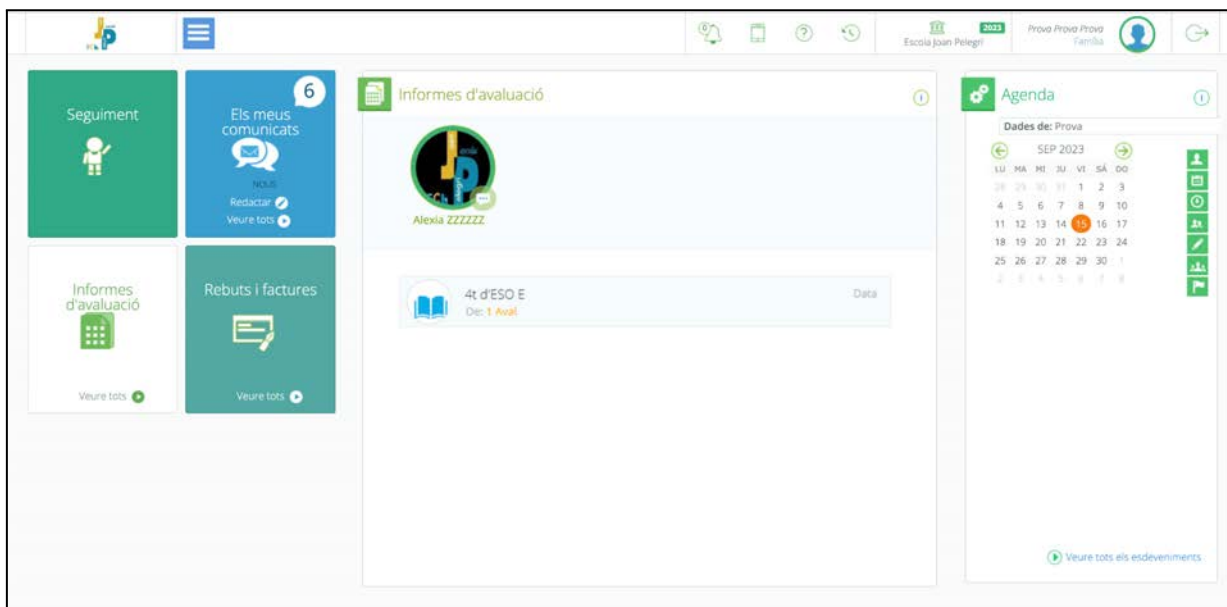 JP
0
Escola Joan Pelegrí
2023
Prova Prova Prova
Família
Seguiment
6
Els meus
comunicats
NOUS
Redactar
Veure tots
Informes
d'avaluació
Veure tots
Rebuts i factures
Veure tots
Informes d'avaluació
Alexia ZZZZZZ
4t d'ESO E
Data
De: 1 Aval
Agenda
Dades de: Prova
SEP 2023
LU MA MI JU VI SÁ DO
28 29 30 31 1 2 3
4 5 6 7 8 9 10
11 12 13 14 15 16 17
18 19 20 21 22 23 24
25 26 27 28 29 30 1
2 3 4 5 6 7 8
Veure tots els esdeveniments